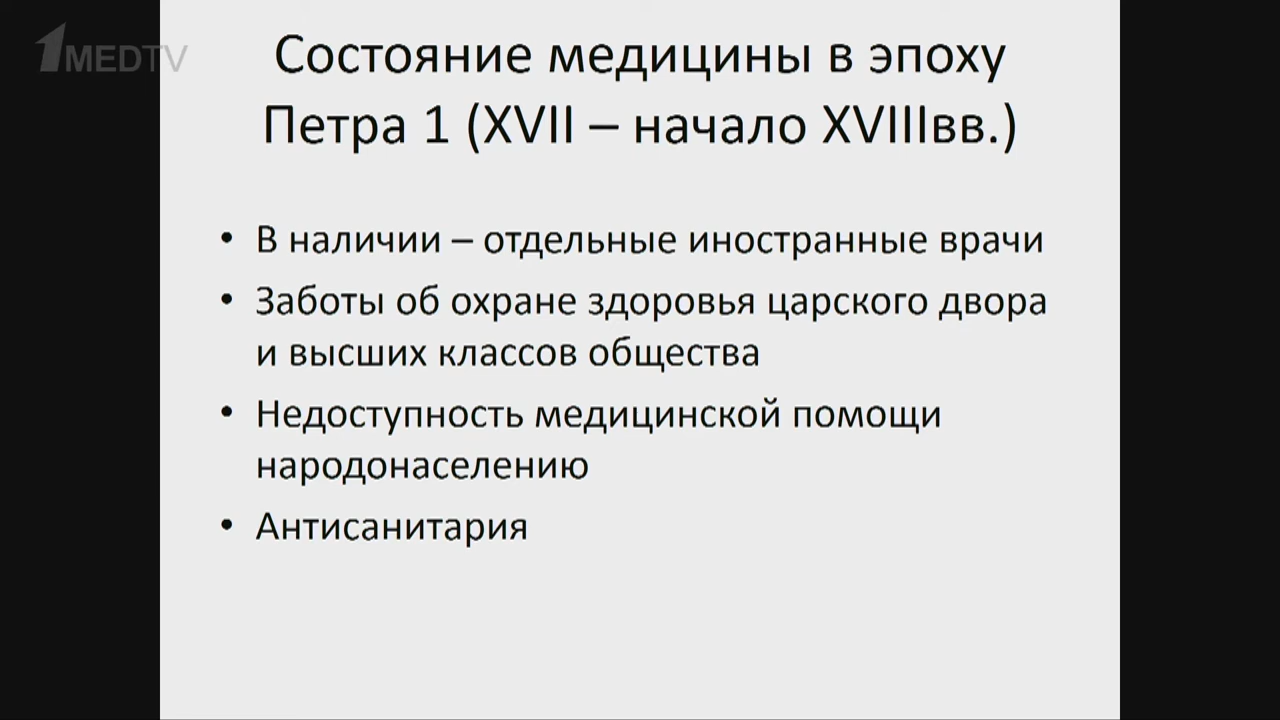 1MEDTV
Состояние медицины в эпоху
Петра 1 (XVII – начало XVIIIвв.)
• В наличии – отдельные иностранные врачи
• Заботы об охране здоровья царского двора
и высших классов общества
• Недоступность медицинской помощи
народонаселению
• Антисанитария